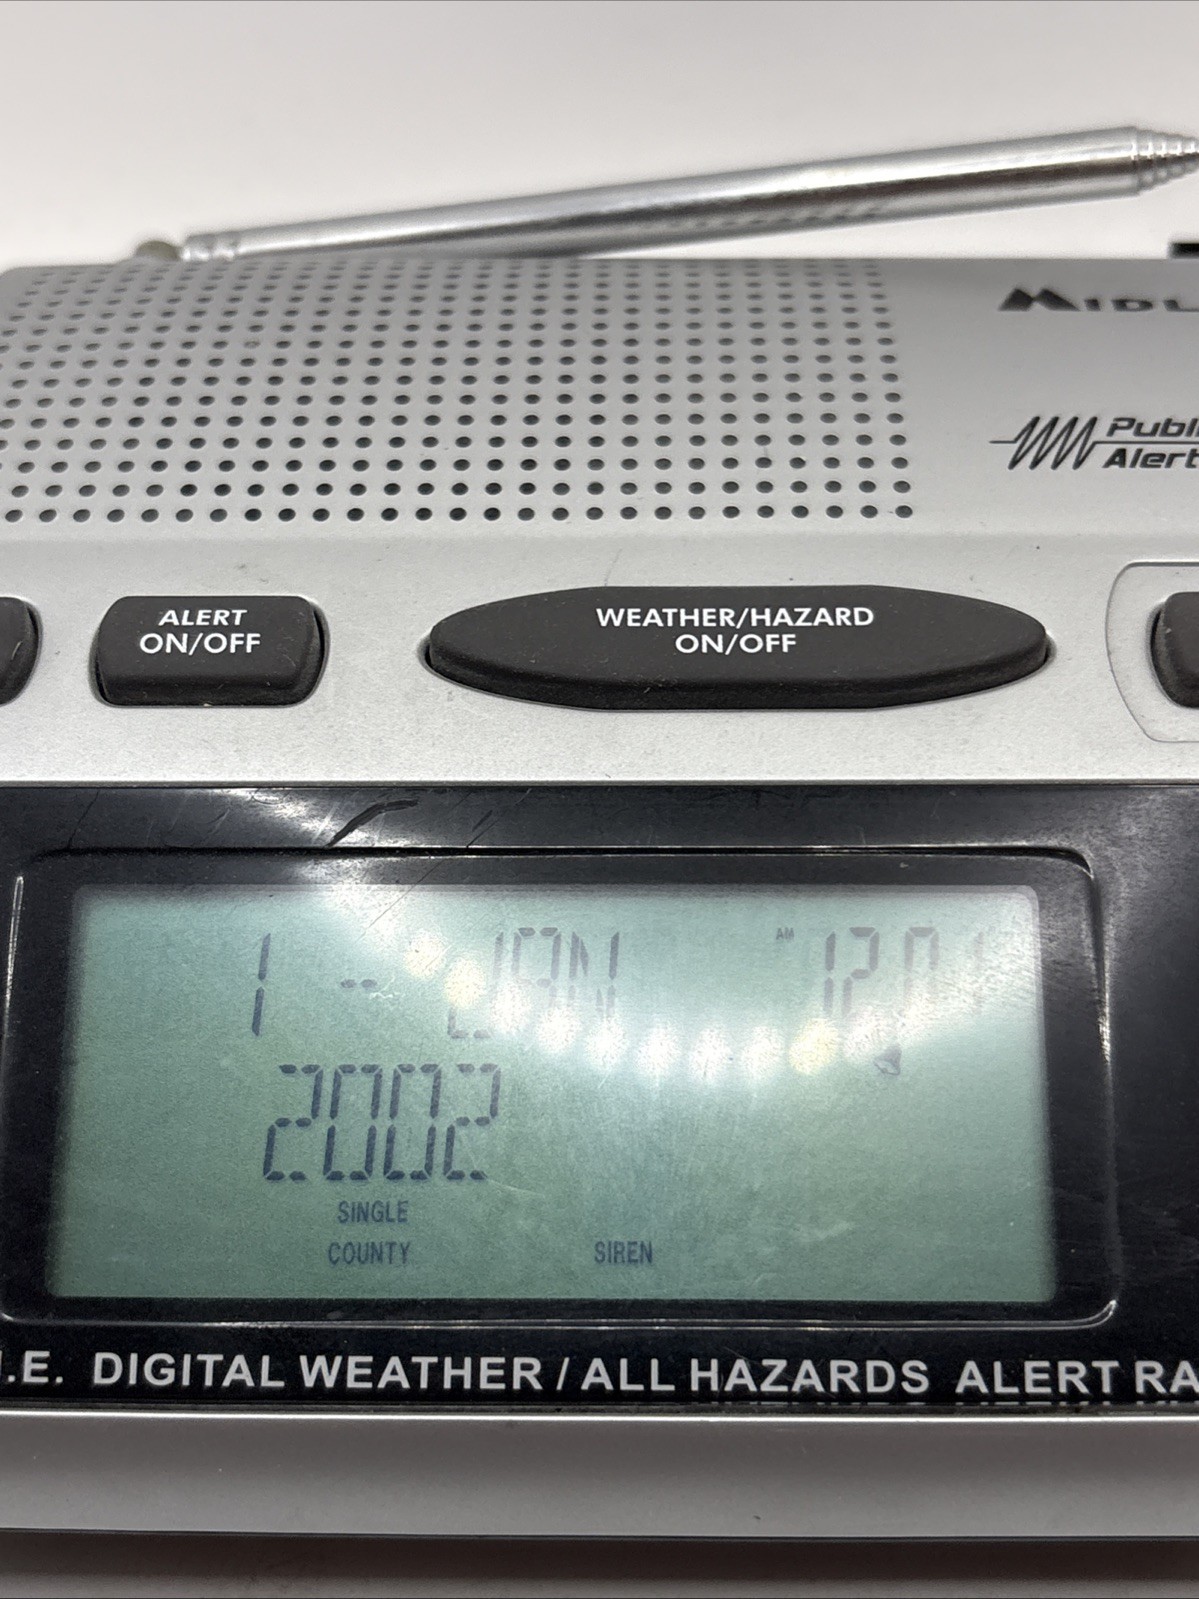 MIDL
Publi
Alert
ALERT
ON/OFF
WEATHER/HAZARD
ON/OFF
1 - JAN AM 12 01
2002
SINGLE
COUNTY SIREN
.E. DIGITAL WEATHER / ALL HAZARDS ALERT RA